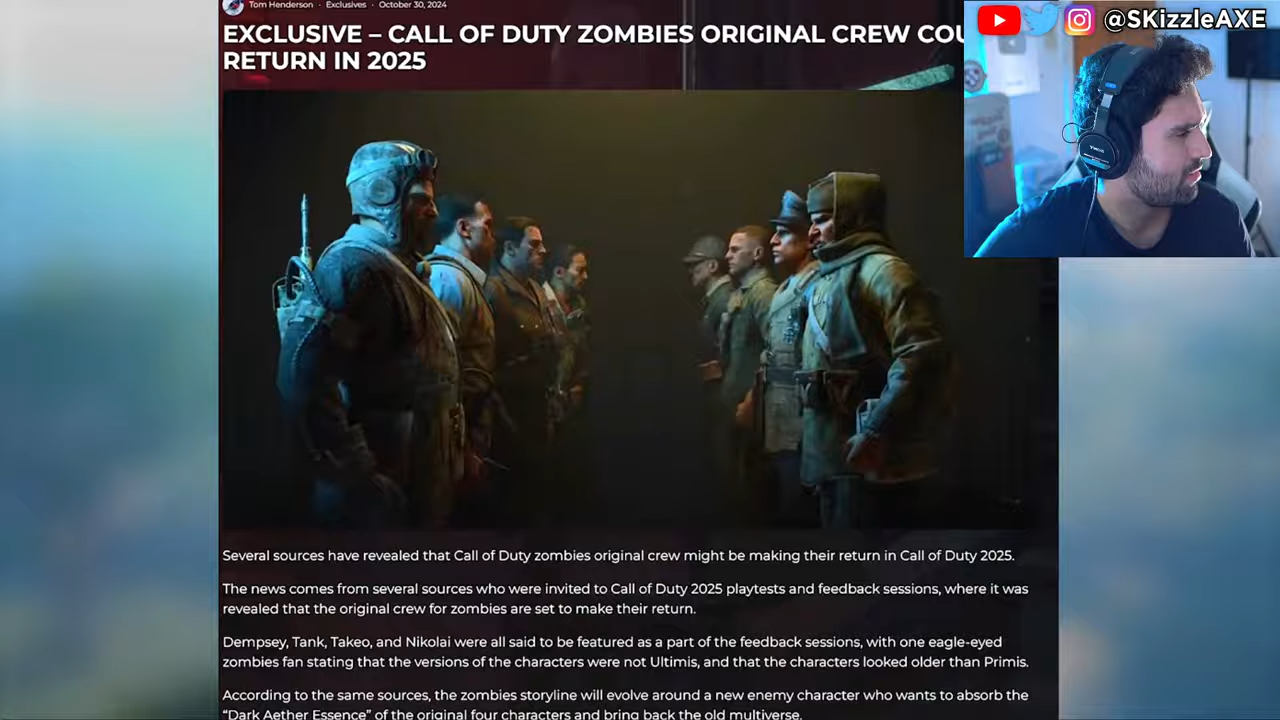 Tom Henderson · Exclusives · October 30, 2024
@SKizzleAXE
EXCLUSIVE – CALL OF DUTY ZOMBIES ORIGINAL CREW
RETURN IN 2025
Several sources have revealed that Call of Duty zombies original crew might be making their return in Call of Duty 2025.
The news comes from several sources who were invited to Call of Duty 2025 playtests and feedback sessions, where it was
revealed that the original crew for zombies are set to make their return.
Dempsey, Tank, Takeo, and Nikolai were all said to be featured as a part of the feedback sessions, with one eagle-eyed
zombies fan stating that the versions of the characters were not Ultimis, and that the characters looked older than Primis.
According to the same sources, the zombies storyline will evolve around a new enemy character who wants to absorb the
“Dark Aether Essence” of the original four characters and bring back the old multiverse.